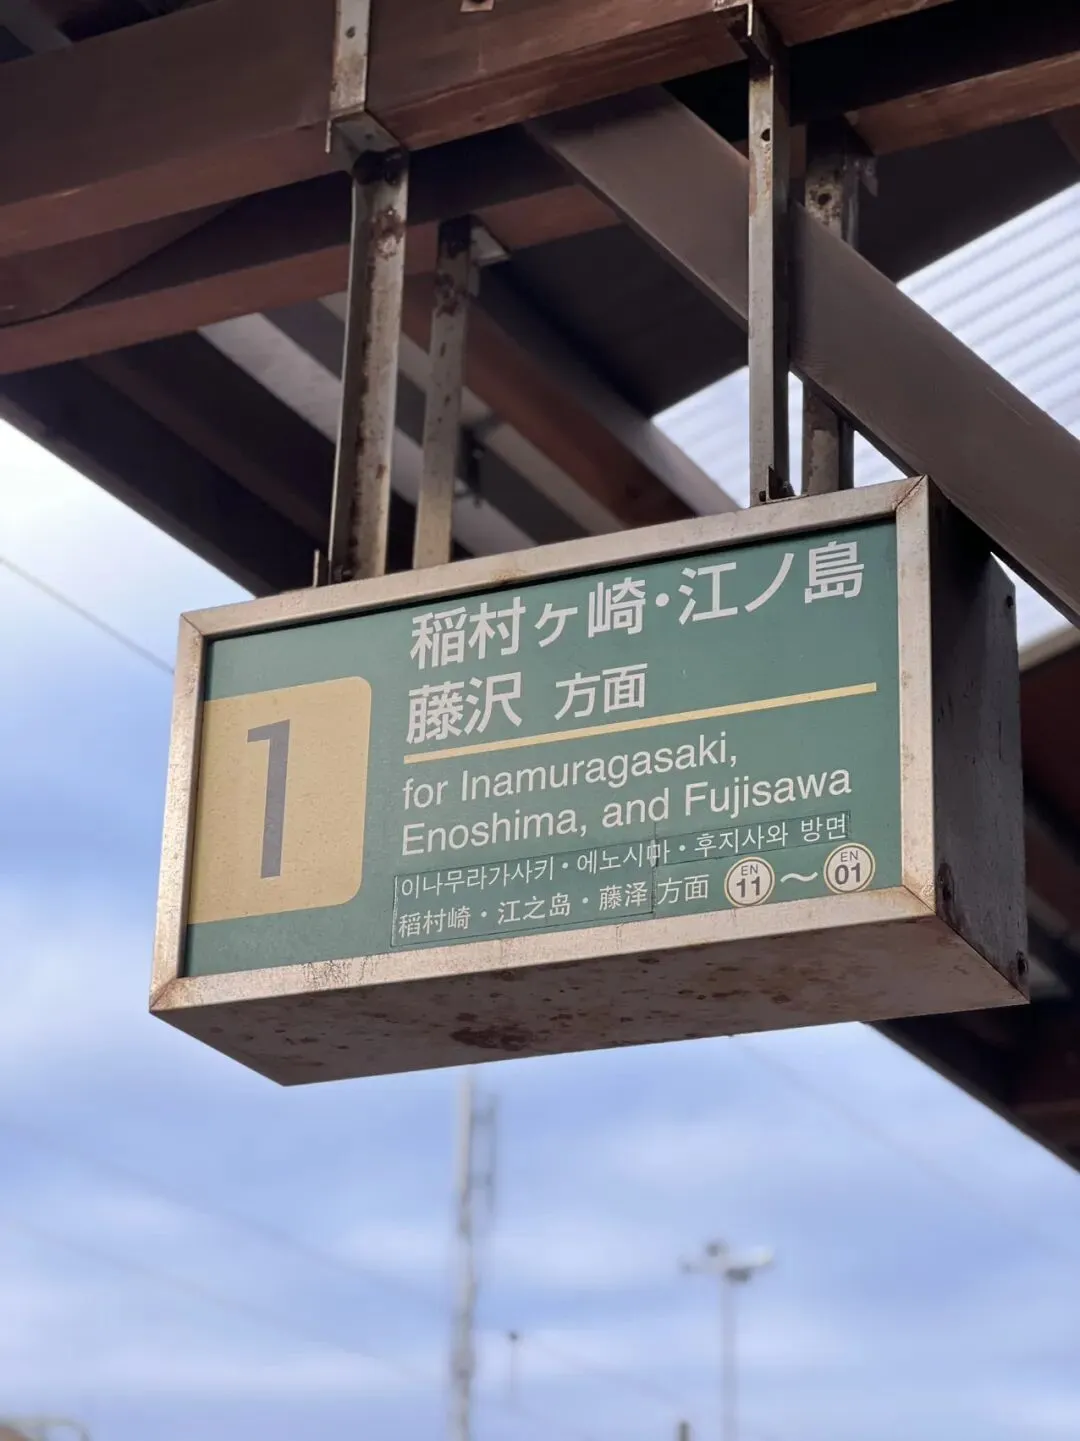 1
稲村ヶ崎・江ノ島
藤沢 方面
for Inamuragasaki,
Enoshima, and Fujisawa
이나무라가사키・에노시마・후지사와 방면
稻村崎・江之岛・藤泽 方面 EN 11 ～ EN 01